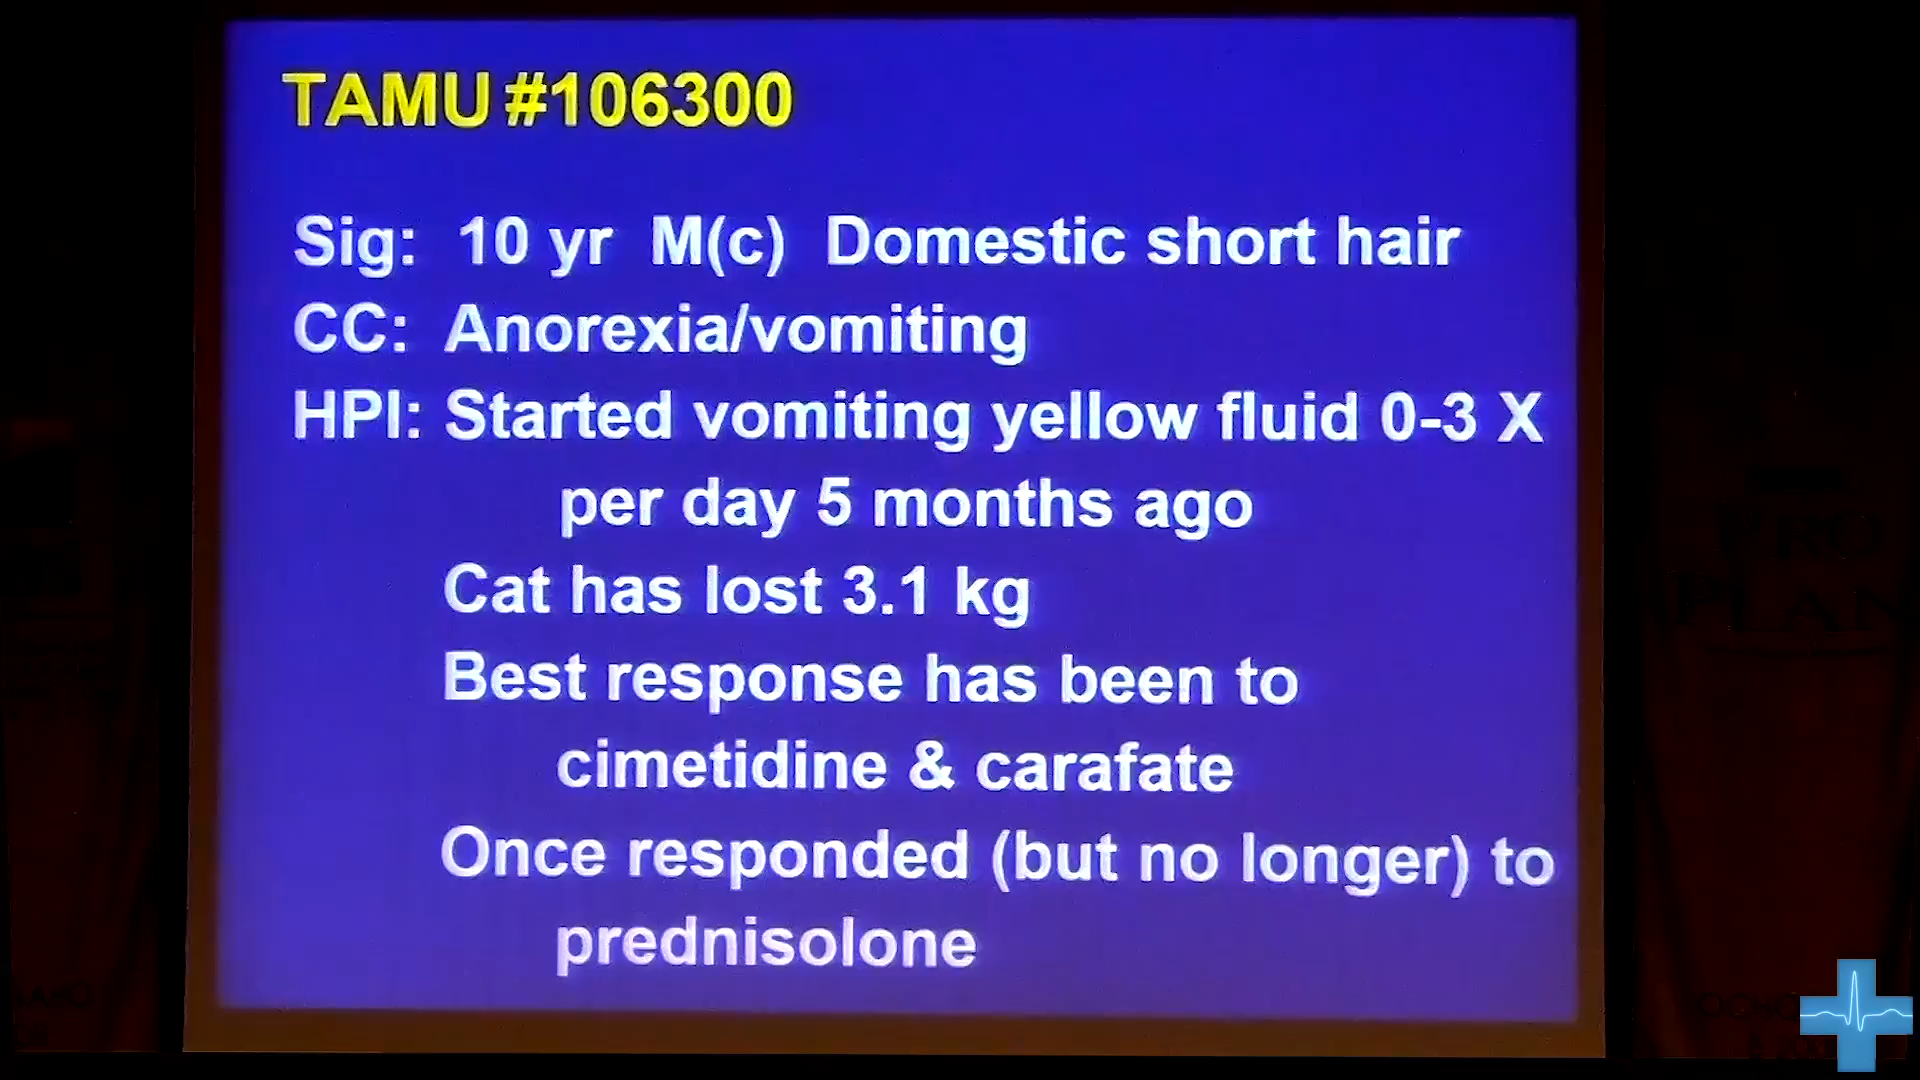 TAMU #106300
Sig: 10 yr M(c) Domestic short hair
CC: Anorexia/vomiting
HPI: Started vomiting yellow fluid 0-3 X
per day 5 months ago
Cat has lost 3.1 kg
Best response has been to
cimetidine & carafate
Once responded (but no longer) to
prednisolone
PRO
PLAN